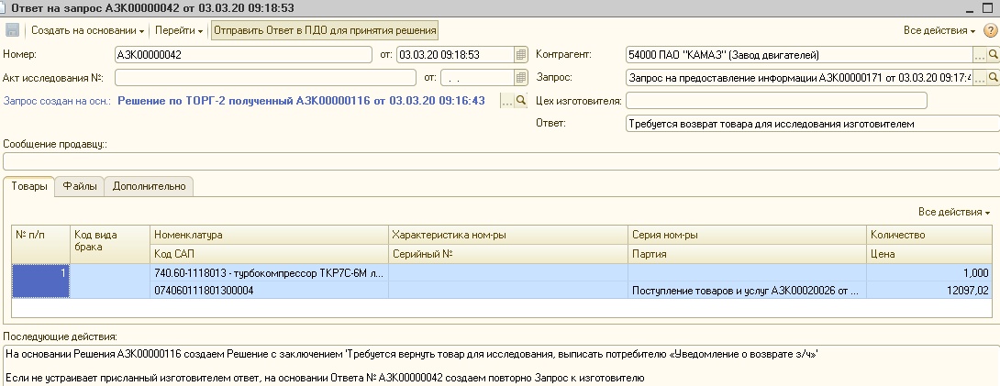 Ответ на запрос АЗК00000042 от 03.03.20 09:18:53
Создать на основании Перейти Отправить Ответ в ПДО для принятия решения Все действия
Номер: АЗК00000042 от: 03.03.20 09:18:53 Контрагент: 54000 ПАО "КАМАЗ" (Завод двигателей) ...
Акт исследования №: от: . . Запрос: Запрос на предоставление информации АЗК00000171 от 03.03.20 09:17:4 ...
Запрос создан на осн.: Решение по ТОРГ-2 полученный АЗК00000116 от 03.03.20 09:16:43 ... Цех изготовителя:
Ответ: Требуется возврат товара для исследования изготовителем
Сообщение продавцу::
Товары Файлы Дополнительно
Все действия
№ п/п Код вида брака Номенклатура Характеристика ном-ры Серия ном-ры Количество
Код САП Серийный № Партия Цена
1 740.60-1118013 - турбокомпрессор ТКР7С-6М л... 1,000
074060111801300004 Поступление товаров и услуг АЗК00020026 от ... 12097,02
Последующие действия:
На основании Решения АЗК00000116 создаем Решение с заключением 'Требуется вернуть товар для исследования, выписать потребителю «Уведомление о возврате з/ч»'
Если не устраивает присланный изготовителем ответ, на основании Ответа № АЗК00000042 создаем повторно Запрос к изготовителю